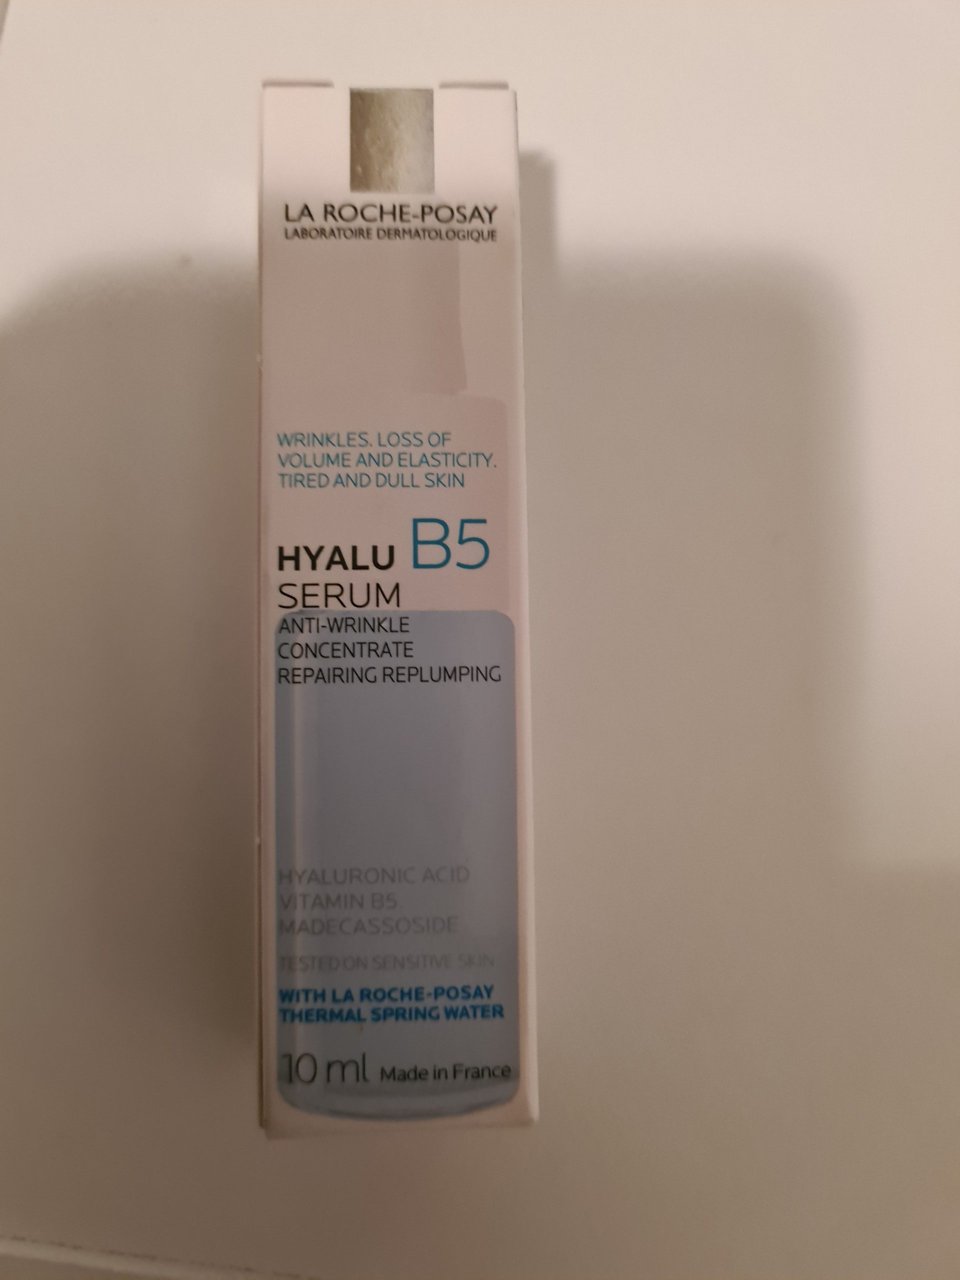 LA ROCHE-POSAY
LABORATOIRE DERMATOLOGIQUE
WRINKLES. LOSS OF
VOLUME AND ELASTICITY.
TIRED AND DULL SKIN
HYALU B5
SERUM
ANTI-WRINKLE
CONCENTRATE
REPAIRING REPLUMPING
HYALURONIC ACID
VITAMIN B5.
MADECASSOSIDE
TESTED ON SENSITIVE SKIN
WITH LA ROCHE-POSAY
THERMAL SPRING WATER
10 ml Made in France